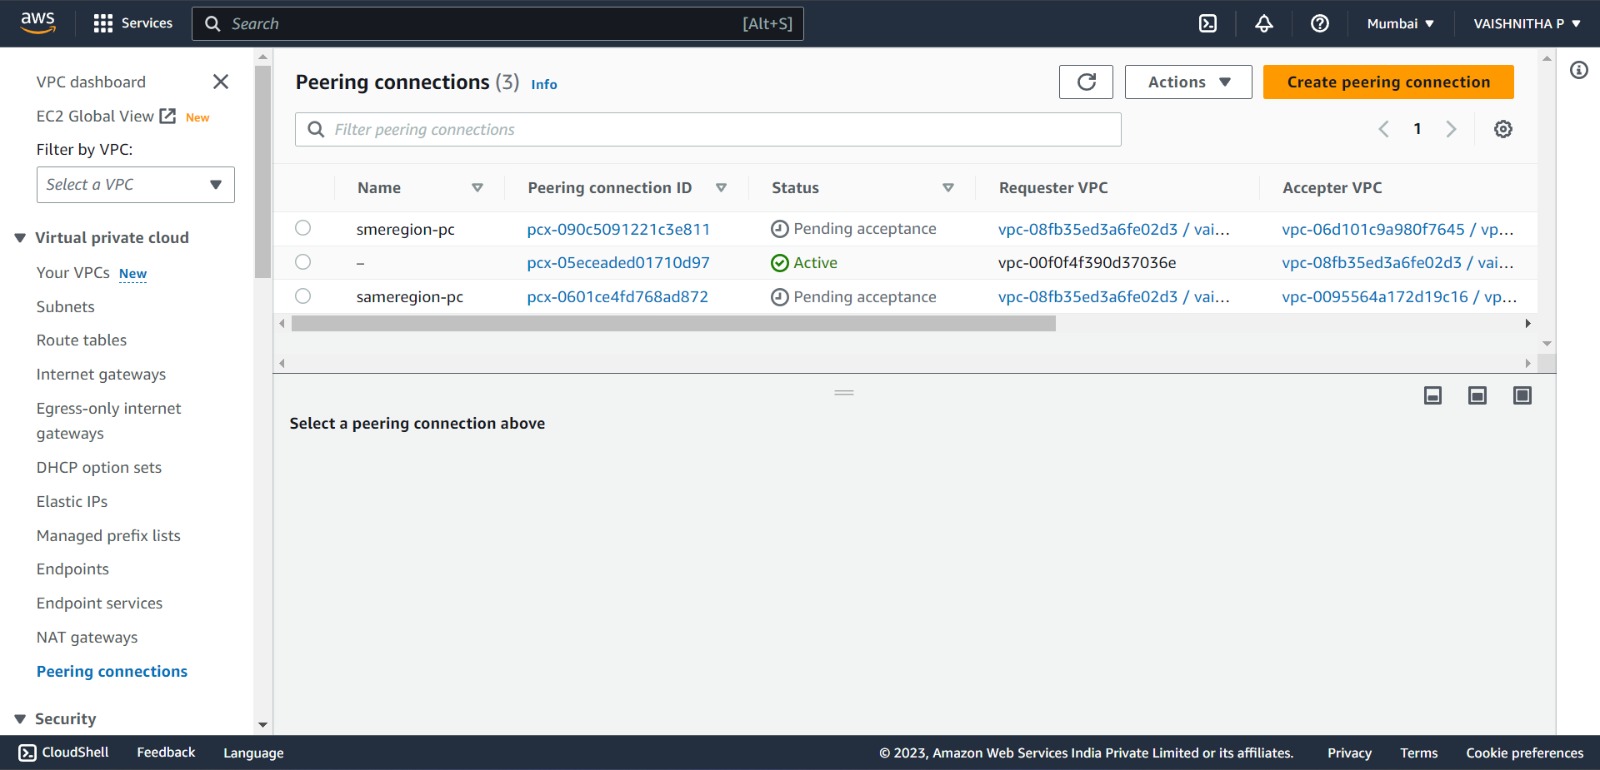 aws Services Search [Alt+S] Mumbai VAISHNITHA P
VPC dashboard
EC2 Global View New
Filter by VPC:
Select a VPC
Virtual private cloud
Your VPCs New
Subnets
Route tables
Internet gateways
Egress-only internet
gateways
DHCP option sets
Elastic IPs
Managed prefix lists
Endpoints
Endpoint services
NAT gateways
Peering connections
Security
Peering connections (3) Info Actions Create peering connection
Filter peering connections 1
Name Peering connection ID Status Requester VPC Accepter VPC
smeregion-pc pcx-090c5091221c3e811 Pending acceptance vpc-08fb35ed3a6fe02d3 / vai... vpc-06d101c9a980f7645 / vp...
– pcx-05eceaded01710d97 Active vpc-00f0f4f390d37036e vpc-08fb35ed3a6fe02d3 / vai...
sameregion-pc pcx-0601ce4fd768ad872 Pending acceptance vpc-08fb35ed3a6fe02d3 / vai... vpc-0095564a172d19c16 / vp...
Select a peering connection above
CloudShell Feedback Language © 2023, Amazon Web Services India Private Limited or its affiliates. Privacy Terms Cookie preferences